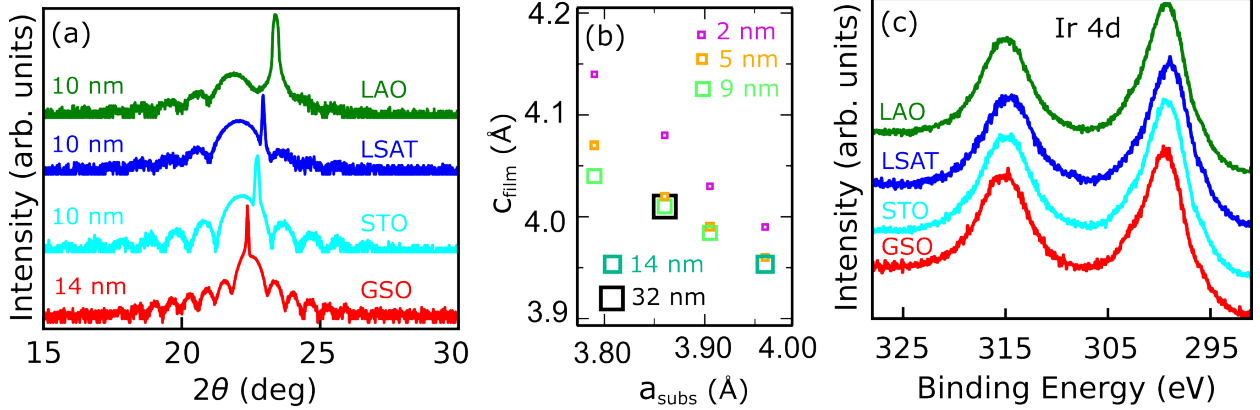 (a)
10 nm
LAO
10 nm
LSAT
10 nm
STO
14 nm
GSO
Intensity (arb. units)
15
20
25
30
2θ (deg)
(b)
2 nm
5 nm
9 nm
14 nm
32 nm
4.2
4.1
4.0
3.9
c_film (Å)
3.80
3.90
4.00
a_subs (Å)
(c)
Ir 4d
LAO
LSAT
STO
GSO
Intensity (arb. units)
325
315
305
295
Binding Energy (eV)